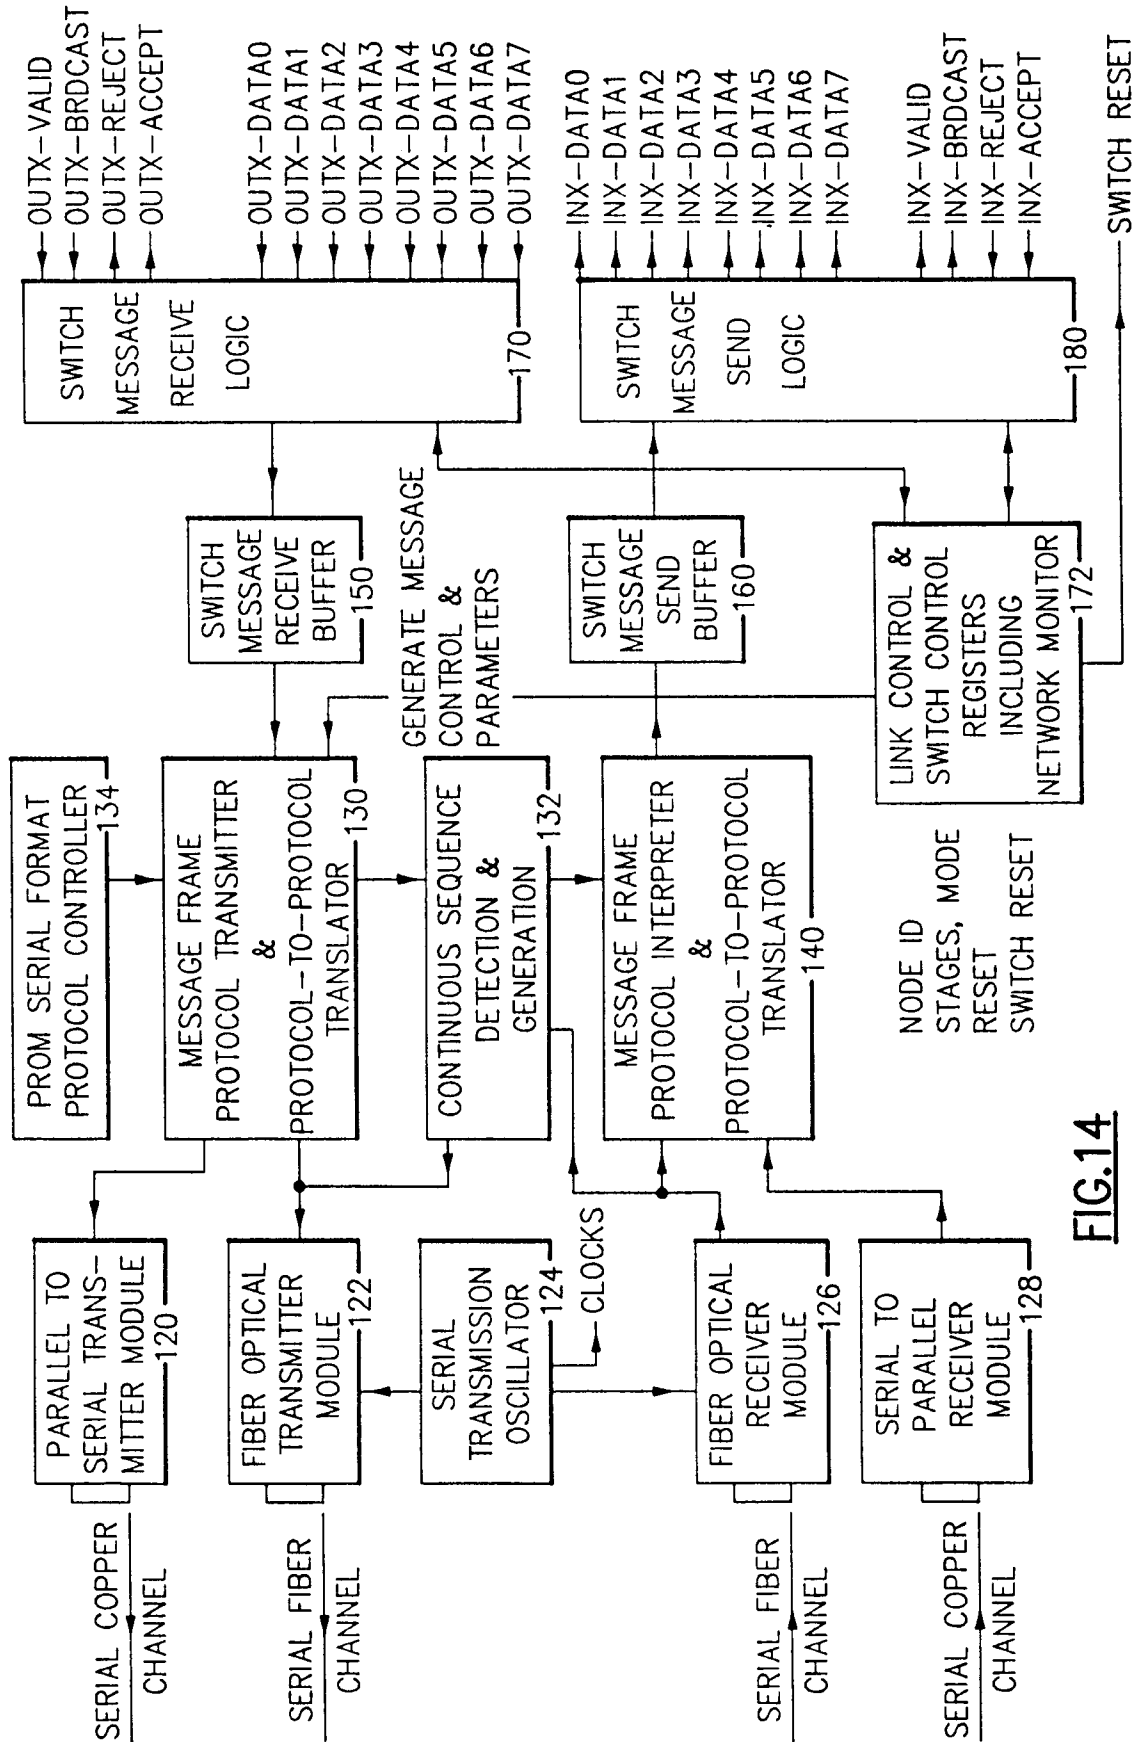 SERIAL COPPER
CHANNEL
SERIAL FIBER
CHANNEL
SERIAL FIBER
CHANNEL
SERIAL COPPER
CHANNEL
PARALLEL TO
SERIAL TRANS-
MITTER MODULE
120
FIBER OPTICAL
TRANSMITTER
MODULE
122
SERIAL
TRANSMISSION
OSCILLATOR
124
CLOCKS
FIBER OPTICAL
RECEIVER
MODULE
126
SERIAL TO
PARALLEL
RECEIVER
MODULE
128
PROM SERIAL FORMAT
PROTOCOL CONTROLLER
134
MESSAGE FRAME
PROTOCOL TRANSMITTER
&
PROTOCOL-TO-PROTOCOL
TRANSLATOR
130
CONTINUOUS SEQUENCE
DETECTION &
GENERATION
132
MESSAGE FRAME
PROTOCOL INTERPRETER
&
PROTOCOL-TO-PROTOCOL
TRANSLATOR
140
NODE ID
STAGES, MODE
RESET
SWITCH RESET
SWITCH
MESSAGE
RECEIVE
BUFFER
150
GENERATE MESSAGE
CONTROL &
PARAMETERS
SWITCH
MESSAGE
SEND
BUFFER
160
LINK CONTROL &
SWITCH CONTROL
REGISTERS
INCLUDING
NETWORK MONITOR
172
SWITCH
MESSAGE
RECEIVE
LOGIC
170
SWITCH
MESSAGE
SEND
LOGIC
180
OUTX-VALID
OUTX-BRDCAST
OUTX-REJECT
OUTX-ACCEPT
OUTX-DATA0
OUTX-DATA1
OUTX-DATA2
OUTX-DATA3
OUTX-DATA4
OUTX-DATA5
OUTX-DATA6
OUTX-DATA7
INX-DATA0
INX-DATA1
INX-DATA2
INX-DATA3
INX-DATA4
INX-DATA5
INX-DATA6
INX-DATA7
INX-VALID
INX-BRDCAST
INX-REJECT
INX-ACCEPT
SWITCH RESET
FIG.14